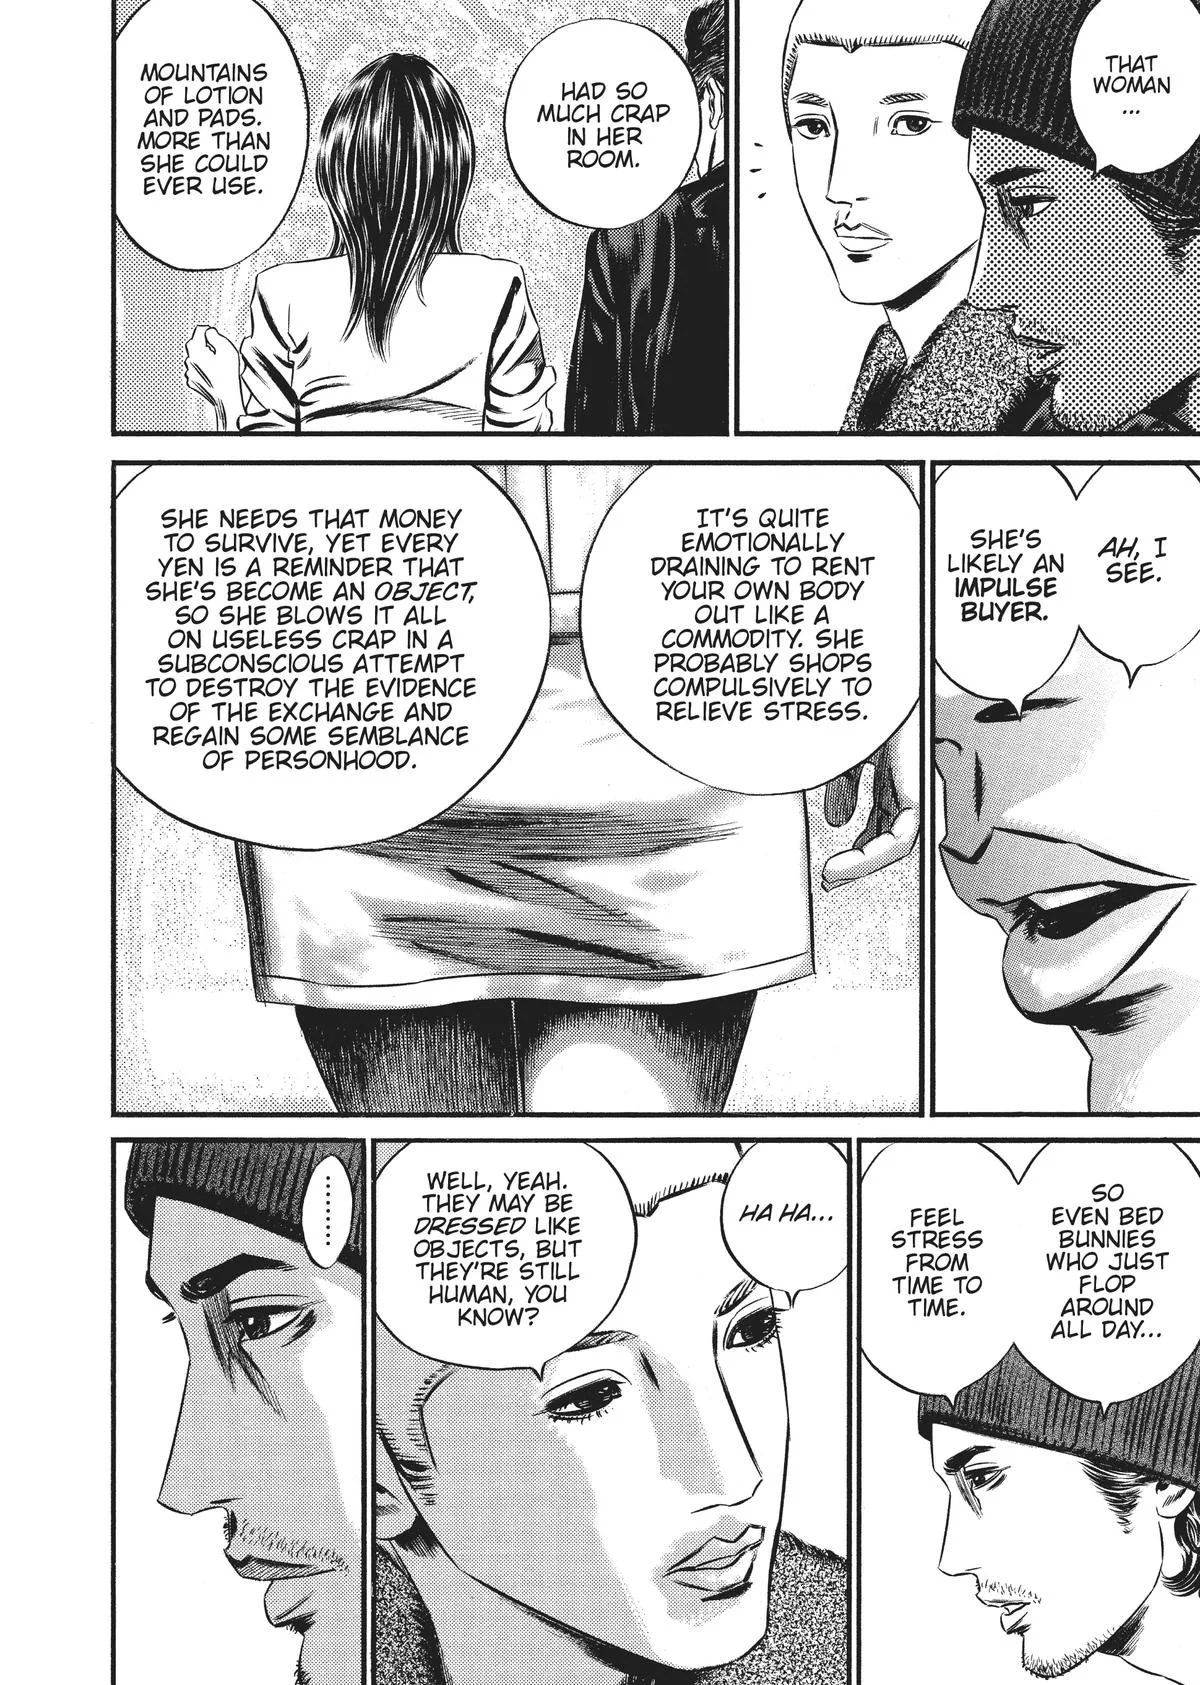 THAT
WOMAN
...
HAD SO
MUCH CRAP
IN HER
ROOM.
MOUNTAINS
OF LOTION
AND PADS.
MORE THAN
SHE COULD
EVER USE.
AH, I
SEE.
SHE'S
LIKELY AN
IMPULSE
BUYER.
IT'S QUITE
EMOTIONALLY
DRAINING TO RENT
YOUR OWN BODY
OUT LIKE A
COMMODITY. SHE
PROBABLY SHOPS
COMPULSIVELY TO
RELIEVE STRESS.
SHE NEEDS THAT MONEY
TO SURVIVE, YET EVERY
YEN IS A REMINDER THAT
SHE'S BECOME AN OBJECT,
SO SHE BLOWS IT ALL
ON USELESS CRAP IN A
SUBCONSCIOUS ATTEMPT
TO DESTROY THE EVIDENCE
OF THE EXCHANGE AND
REGAIN SOME SEMBLANCE
OF PERSONHOOD.
SO
EVEN BED
BUNNIES
WHO JUST
FLOP
AROUND
ALL DAY...
FEEL
STRESS
FROM
TIME TO
TIME.
HA HA...
WELL, YEAH.
THEY MAY BE
DRESSED LIKE
OBJECTS, BUT
THEY'RE STILL
HUMAN, YOU
KNOW?
........